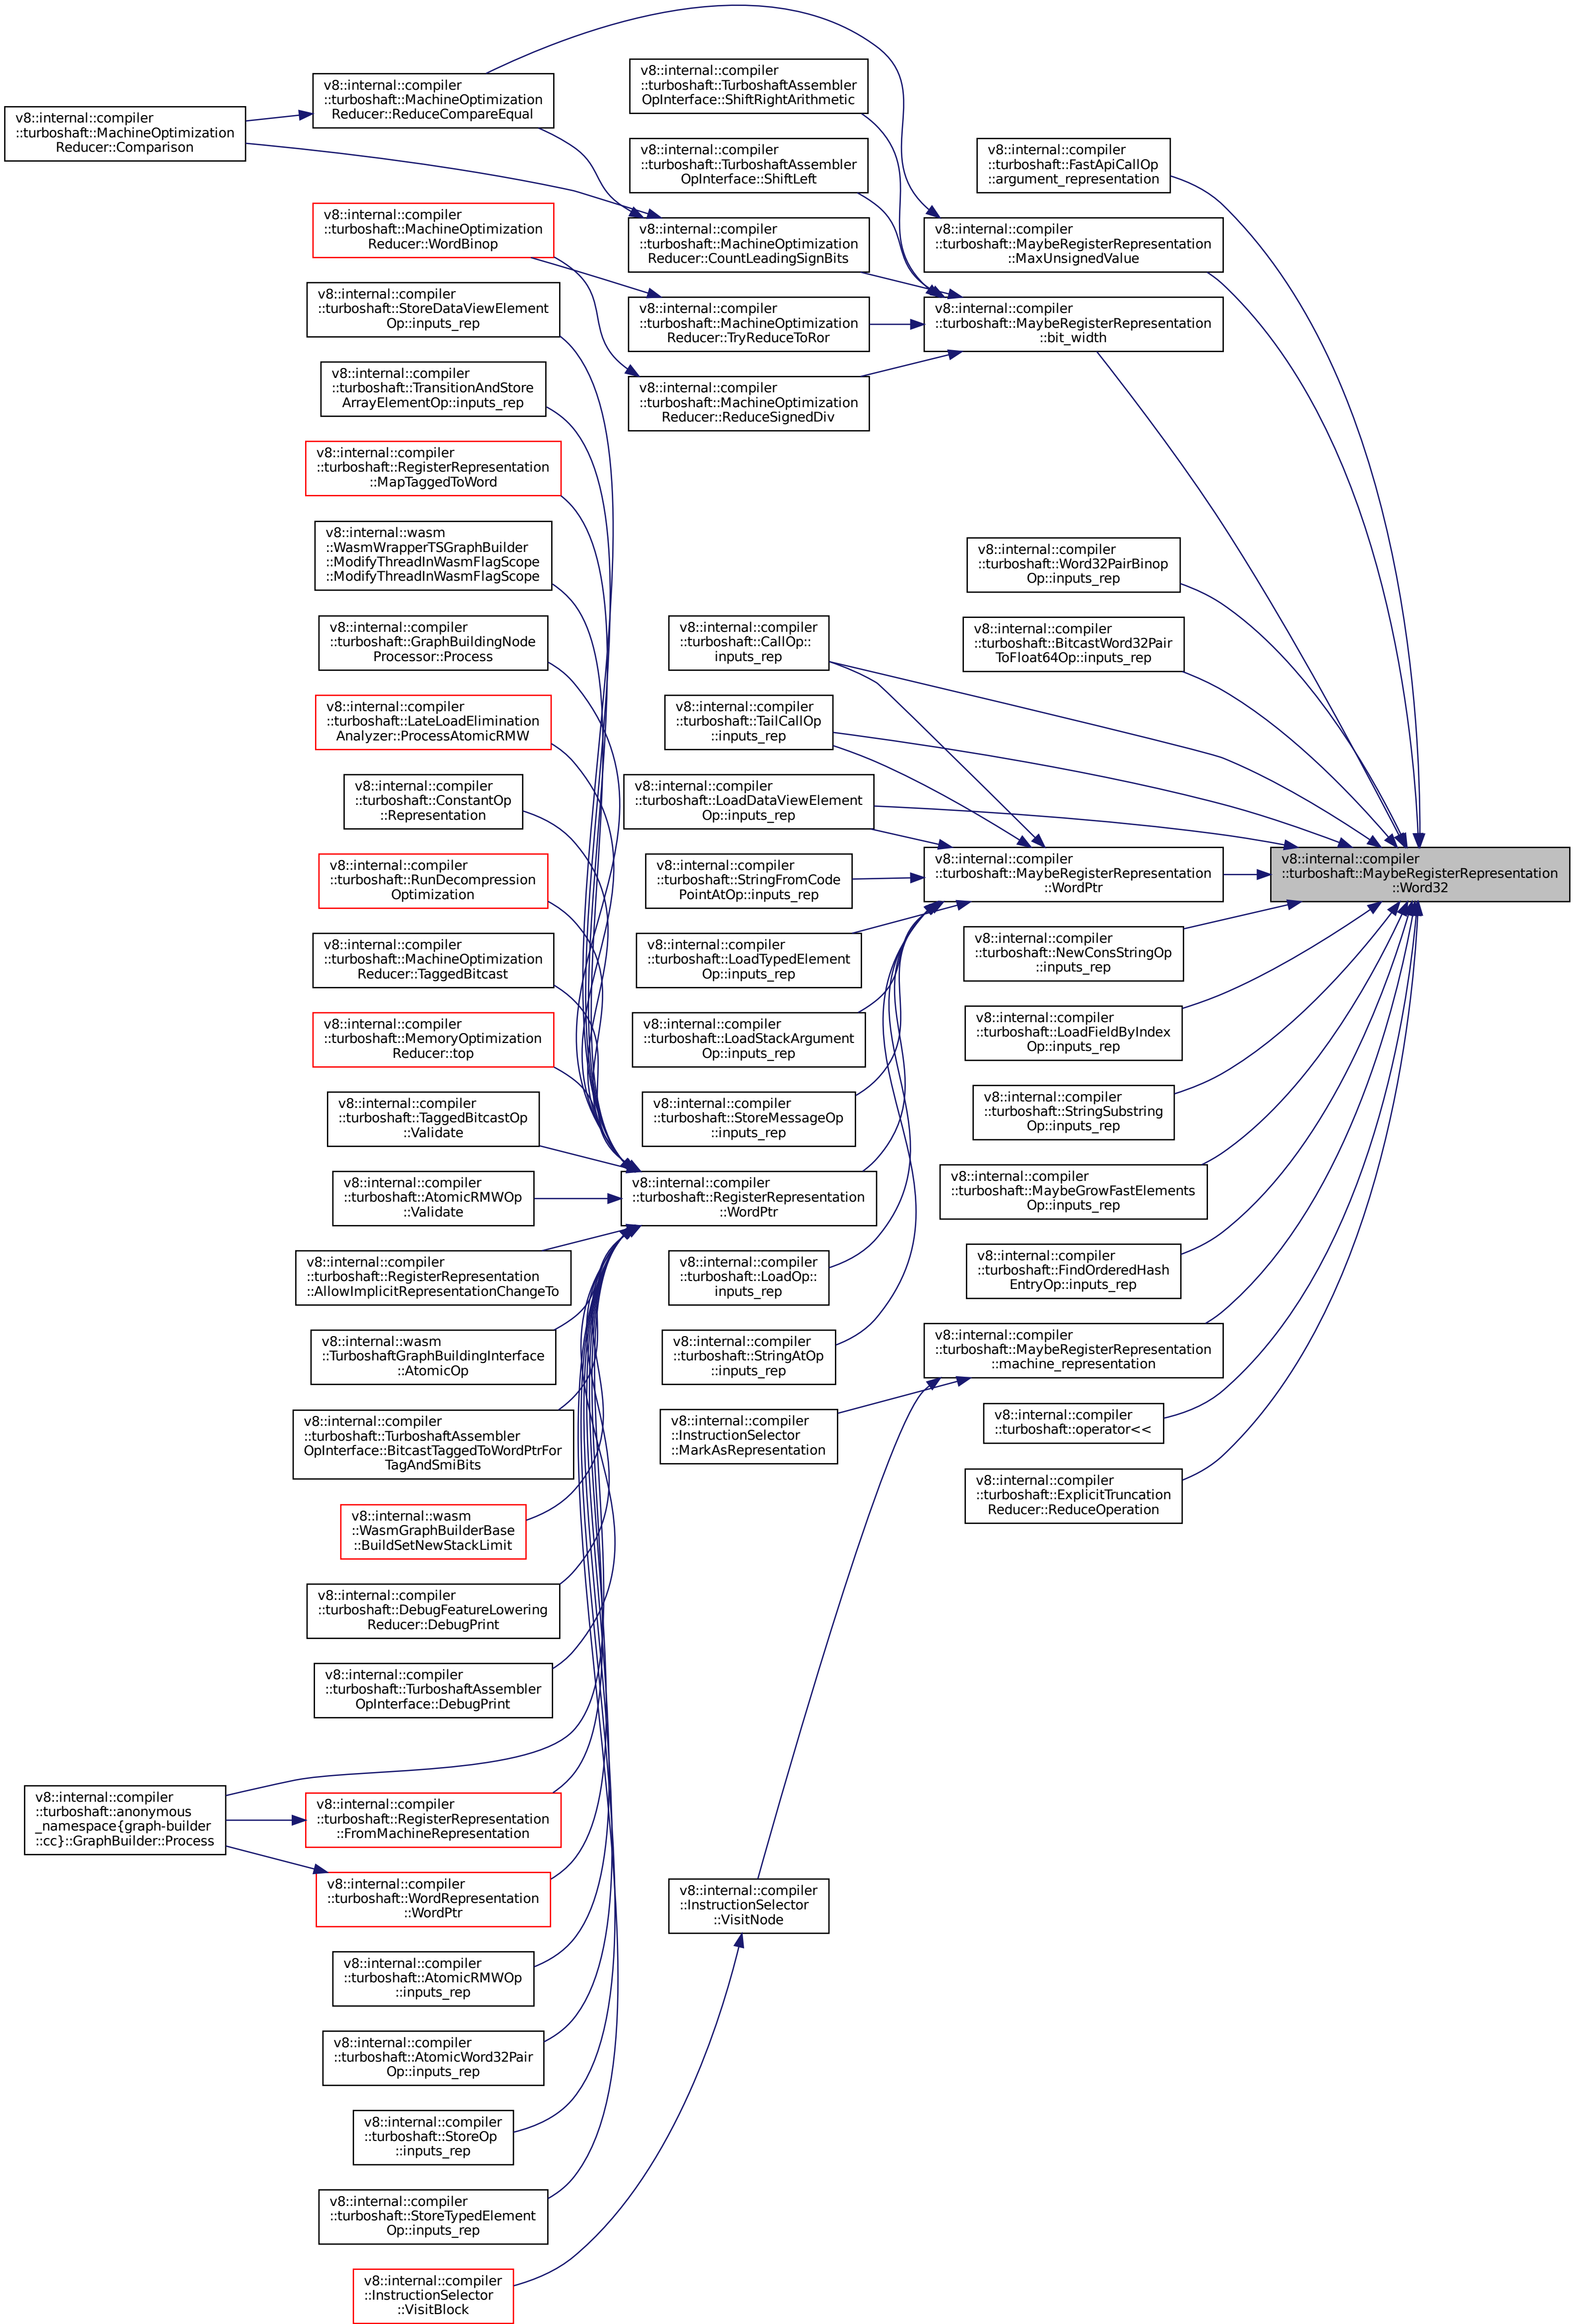 v8::internal::compiler
::turboshaft::MachineOptimization
Reducer::Comparison
v8::internal::compiler
::turboshaft::MachineOptimization
Reducer::ReduceCompareEqual
v8::internal::compiler
::turboshaft::MachineOptimization
Reducer::WordBinop
v8::internal::compiler
::turboshaft::StoreDataViewElement
Op::inputs_rep
v8::internal::compiler
::turboshaft::TransitionAndStore
ArrayElementOp::inputs_rep
v8::internal::compiler
::turboshaft::RegisterRepresentation
::MapTaggedToWord
v8::internal::wasm
::WasmWrapperTSGraphBuilder
::ModifyThreadInWasmFlagScope
::ModifyThreadInWasmFlagScope
v8::internal::compiler
::turboshaft::GraphBuildingNode
Processor::Process
v8::internal::compiler
::turboshaft::LateLoadElimination
Analyzer::ProcessAtomicRMW
v8::internal::compiler
::turboshaft::ConstantOp
::Representation
v8::internal::compiler
::turboshaft::RunDecompression
Optimization
v8::internal::compiler
::turboshaft::MachineOptimization
Reducer::TaggedBitcast
v8::internal::compiler
::turboshaft::MemoryOptimization
Reducer::top
v8::internal::compiler
::turboshaft::TaggedBitcastOp
::Validate
v8::internal::compiler
::turboshaft::AtomicRMWOp
::Validate
v8::internal::compiler
::turboshaft::RegisterRepresentation
::AllowImplicitRepresentationChangeTo
v8::internal::wasm
::TurboshaftGraphBuildingInterface
::AtomicOp
v8::internal::compiler
::turboshaft::TurboshaftAssembler
OpInterface::BitcastTaggedToWordPtrFor
TagAndSmiBits
v8::internal::wasm
::WasmGraphBuilderBase
::BuildSetNewStackLimit
v8::internal::compiler
::turboshaft::DebugFeatureLowering
Reducer::DebugPrint
v8::internal::compiler
::turboshaft::TurboshaftAssembler
OpInterface::DebugPrint
v8::internal::compiler
::turboshaft::anonymous
_namespace{graph-builder
::cc}::GraphBuilder::Process
v8::internal::compiler
::turboshaft::RegisterRepresentation
::FromMachineRepresentation
v8::internal::compiler
::turboshaft::WordRepresentation
::WordPtr
v8::internal::compiler
::turboshaft::AtomicRMWOp
::inputs_rep
v8::internal::compiler
::turboshaft::AtomicWord32Pair
Op::inputs_rep
v8::internal::compiler
::turboshaft::StoreOp
::inputs_rep
v8::internal::compiler
::turboshaft::StoreTypedElement
Op::inputs_rep
v8::internal::compiler
::InstructionSelector
::VisitBlock
v8::internal::compiler
::turboshaft::TurboshaftAssembler
OpInterface::ShiftRightArithmetic
v8::internal::compiler
::turboshaft::TurboshaftAssembler
OpInterface::ShiftLeft
v8::internal::compiler
::turboshaft::MachineOptimization
Reducer::CountLeadingSignBits
v8::internal::compiler
::turboshaft::MachineOptimization
Reducer::TryReduceToRor
v8::internal::compiler
::turboshaft::MachineOptimization
Reducer::ReduceSignedDiv
v8::internal::compiler
::turboshaft::CallOp::
inputs_rep
v8::internal::compiler
::turboshaft::TailCallOp
::inputs_rep
v8::internal::compiler
::turboshaft::LoadDataViewElement
Op::inputs_rep
v8::internal::compiler
::turboshaft::StringFromCode
PointAtOp::inputs_rep
v8::internal::compiler
::turboshaft::LoadTypedElement
Op::inputs_rep
v8::internal::compiler
::turboshaft::LoadStackArgument
Op::inputs_rep
v8::internal::compiler
::turboshaft::StoreMessageOp
::inputs_rep
v8::internal::compiler
::turboshaft::RegisterRepresentation
::WordPtr
v8::internal::compiler
::turboshaft::LoadOp::
inputs_rep
v8::internal::compiler
::turboshaft::StringAtOp
::inputs_rep
v8::internal::compiler
::InstructionSelector
::MarkAsRepresentation
v8::internal::compiler
::InstructionSelector
::VisitNode
v8::internal::compiler
::turboshaft::FastApiCallOp
::argument_representation
v8::internal::compiler
::turboshaft::MaybeRegisterRepresentation
::MaxUnsignedValue
v8::internal::compiler
::turboshaft::MaybeRegisterRepresentation
::bit_width
v8::internal::compiler
::turboshaft::Word32PairBinop
Op::inputs_rep
v8::internal::compiler
::turboshaft::BitcastWord32Pair
ToFloat64Op::inputs_rep
v8::internal::compiler
::turboshaft::MaybeRegisterRepresentation
::WordPtr
v8::internal::compiler
::turboshaft::NewConsStringOp
::inputs_rep
v8::internal::compiler
::turboshaft::LoadFieldByIndex
Op::inputs_rep
v8::internal::compiler
::turboshaft::StringSubstring
Op::inputs_rep
v8::internal::compiler
::turboshaft::MaybeGrowFastElements
Op::inputs_rep
v8::internal::compiler
::turboshaft::FindOrderedHash
EntryOp::inputs_rep
v8::internal::compiler
::turboshaft::MaybeRegisterRepresentation
::machine_representation
v8::internal::compiler
::turboshaft::operator<<
v8::internal::compiler
::turboshaft::ExplicitTruncation
Reducer::ReduceOperation
v8::internal::compiler
::turboshaft::MaybeRegisterRepresentation
::Word32